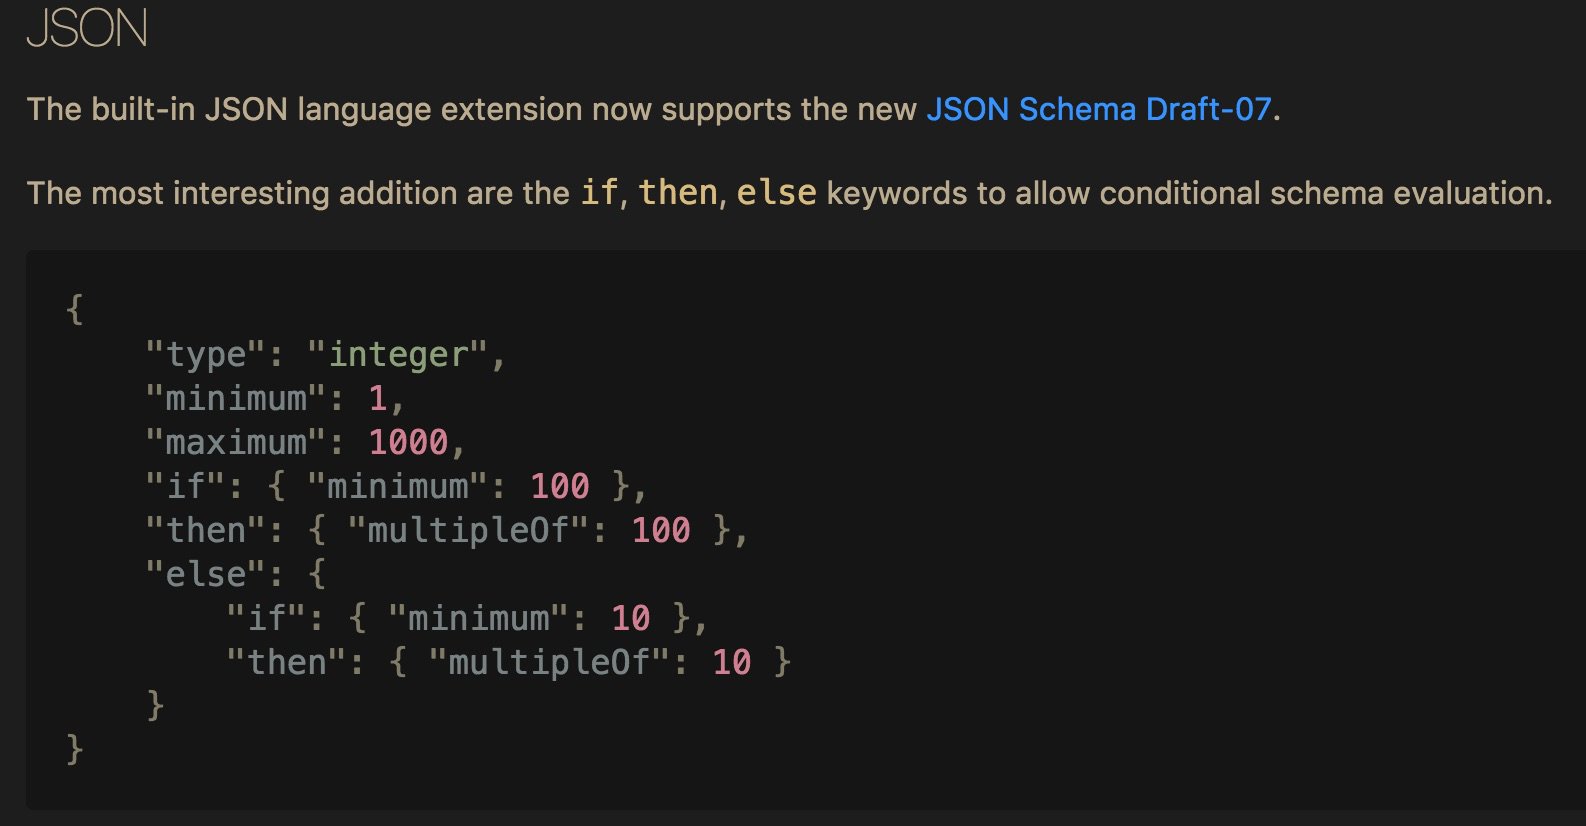 JSON
The built-in JSON language extension now supports the new JSON Schema Draft-07.
The most interesting addition are the if, then, else keywords to allow conditional schema evaluation.
{
    "type": "integer",
    "minimum": 1,
    "maximum": 1000,
    "if": { "minimum": 100 },
    "then": { "multipleOf": 100 },
    "else": {
        "if": { "minimum": 10 },
        "then": { "multipleOf": 10 }
    }
}